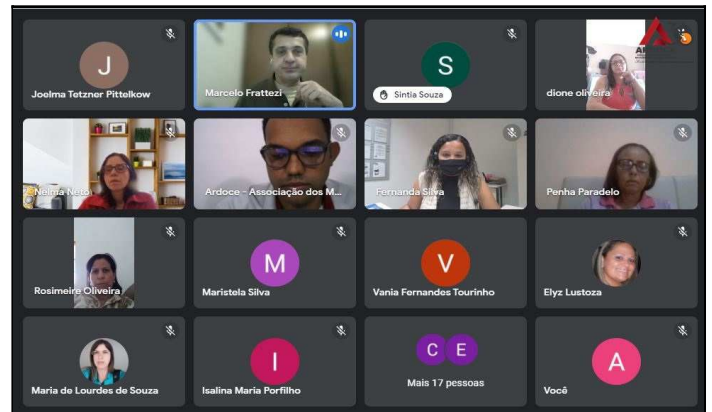 J
Joelma Tetzner Pittelkow
Marcelo Frattezi
S
Sintia Souza
dione oliveira
Nelma Neto
Ardoce - Associação dos M...
Fernanda Silva
Penha Paradelo
Rosimeire Oliveira
M
Maristela Silva
V
Vania Fernandes Tourinho
Elyz Lustoza
Maria de Lourdes de Souza
I
Isalina Maria Porfilho
C E
Mais 17 pessoas
A
Você